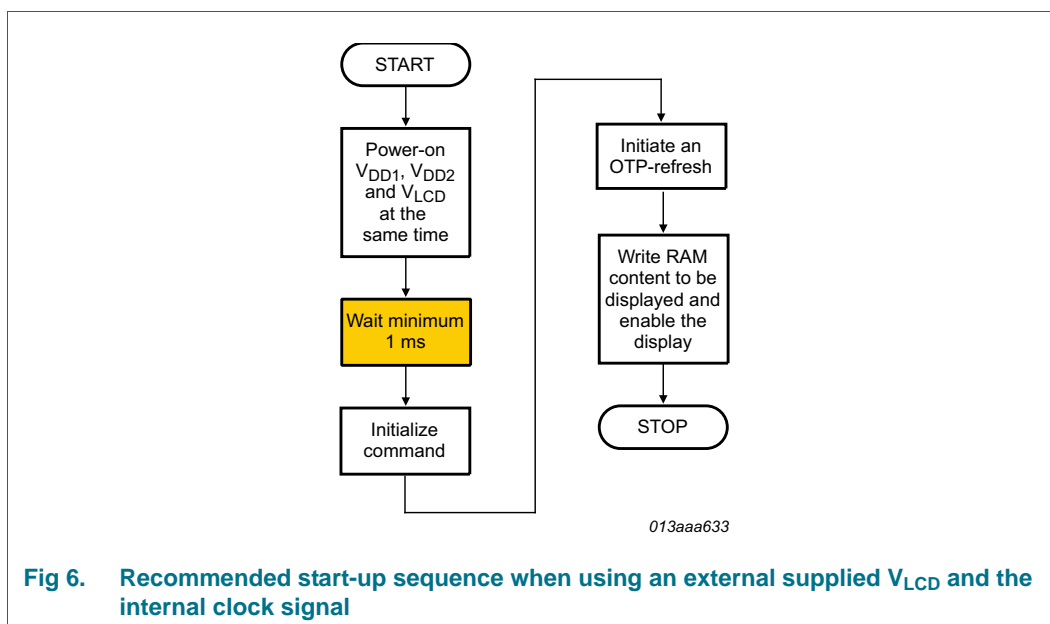 START
Power-on
VDD1, VDD2
and VLCD
at the
same time
Wait minimum
1 ms
Initialize
command
Initiate an
OTP-refresh
Write RAM
content to be
displayed and
enable the
display
STOP
013aaa633
Fig 6. Recommended start-up sequence when using an external supplied VLCD and the
internal clock signal